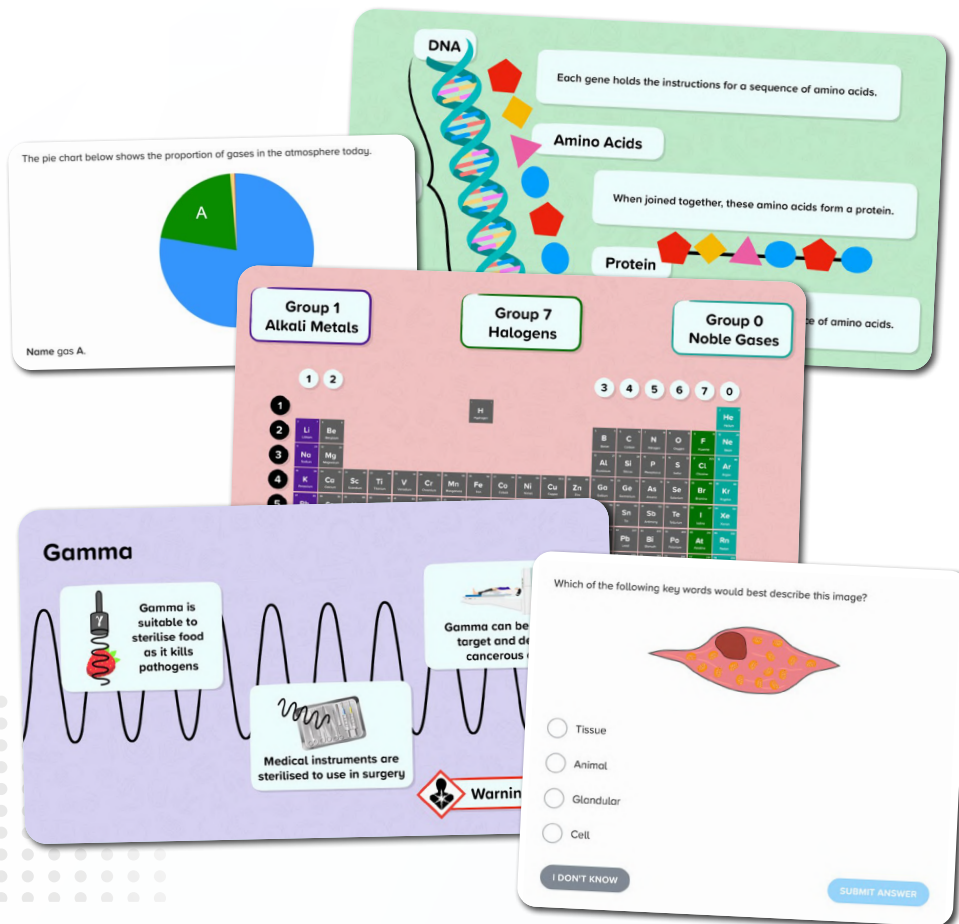 DNA
Each gene holds the instructions for a sequence of amino acids.
Amino Acids
When joined together, these amino acids form a protein.
Protein
ce of amino acids.
The pie chart below shows the proportion of gases in the atmosphere today.
A
Name gas A.
Group 1
Alkali Metals
Group 7
Halogens
Group 0
Noble Gases
1 2
3 4 5 6 7 0
1
H
He
2
Li Be
B C N O F Ne
3
Na Mg
Al Si P S Cl Ar
4
K Ca Sc Ti V Cr Mn Fe Co Ni Cu Zn Ga Ge As Se Br Kr
5
Sn Sb Te I Xe
Pb Bi Po At Rn
Gamma
γ
Gamma is
suitable to
sterilise food
as it kills
pathogens
Medical instruments are
sterilised to use in surgery
Gamma can be
target and de
cancerous
Warnin
Which of the following key words would best describe this image?
Tissue
Animal
Glandular
Cell
I DON'T KNOW
SUBMIT ANSWER